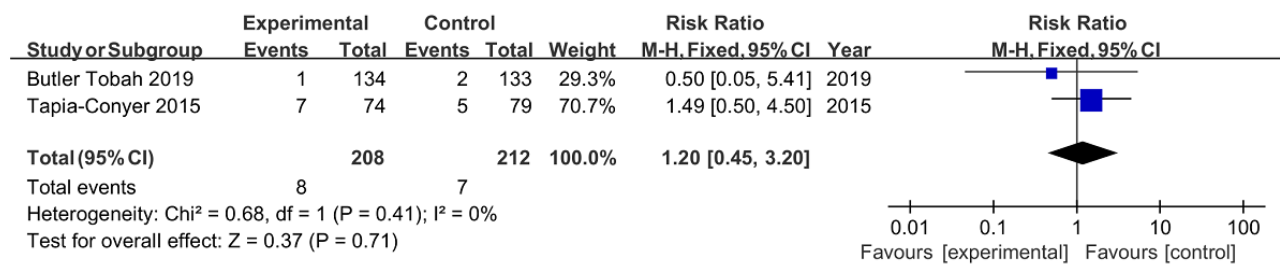 Experimental Control Risk Ratio Risk Ratio
Study or Subgroup Events Total Events Total Weight M-H, Fixed, 95% CI Year M-H, Fixed, 95% CI
Butler Tobah 2019 1 134 2 133 29.3% 0.50 [0.05, 5.41] 2019
Tapia-Conyer 2015 7 74 5 79 70.7% 1.49 [0.50, 4.50] 2015
Total (95% CI) 208 212 100.0% 1.20 [0.45, 3.20]
Total events 8 7
Heterogeneity: Chi² = 0.68, df = 1 (P = 0.41); I² = 0%
Test for overall effect: Z = 0.37 (P = 0.71)
0.01 0.1 1 10 100
Favours [experimental] Favours [control]